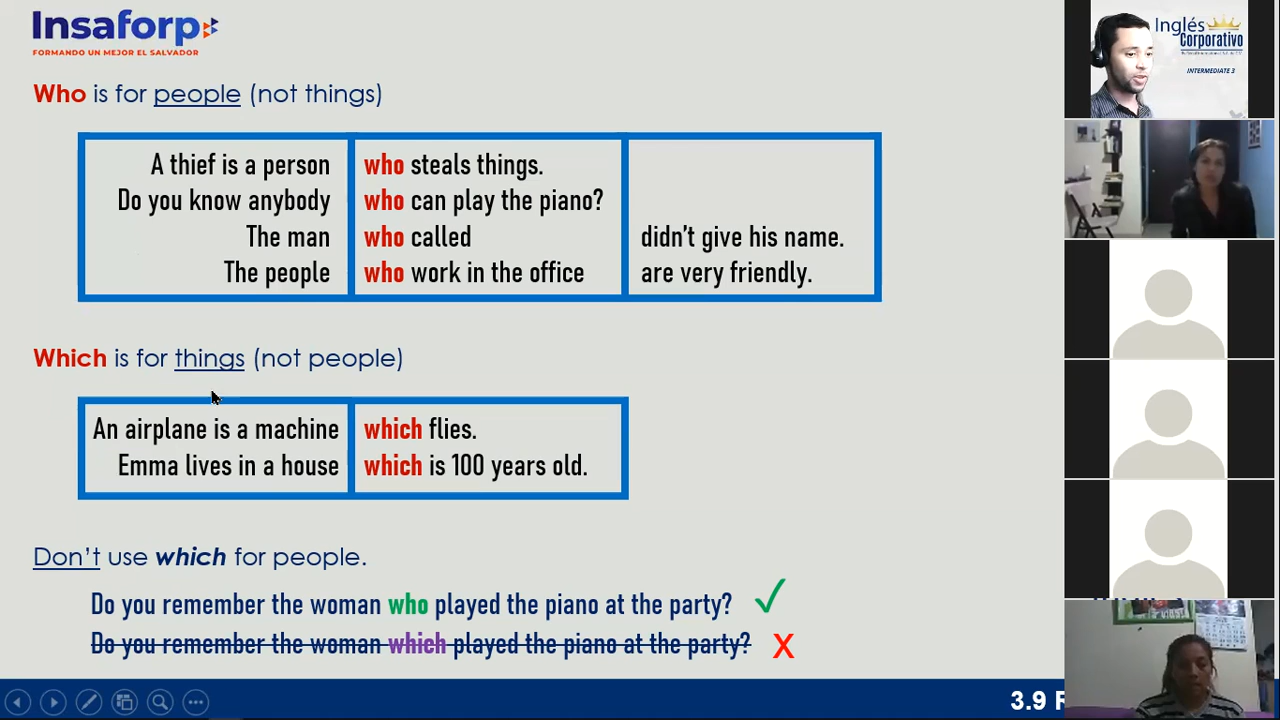 Insaforp
FORMANDO UN MEJOR EL SALVADOR
Who is for people (not things)
A thief is a person who steals things.
Do you know anybody who can play the piano?
The man who called didn't give his name.
The people who work in the office are very friendly.
Which is for things (not people)
An airplane is a machine which flies.
Emma lives in a house which is 100 years old.
Don't use which for people.
Do you remember the woman who played the piano at the party? ✓
Do you remember the woman which played the piano at the party? X
3.9 R
Inglés
Corporativo
INTERMEDIATE 3